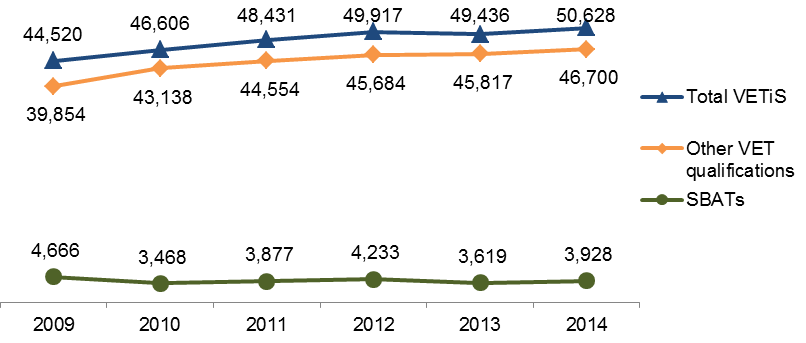 44,520 46,606 48,431 49,917 49,436 50,628
39,854 43,138 44,554 45,684 45,817 46,700
Total VETiS
Other VET
qualifications
SBATs
4,666 3,468 3,877 4,233 3,619 3,928
2009 2010 2011 2012 2013 2014